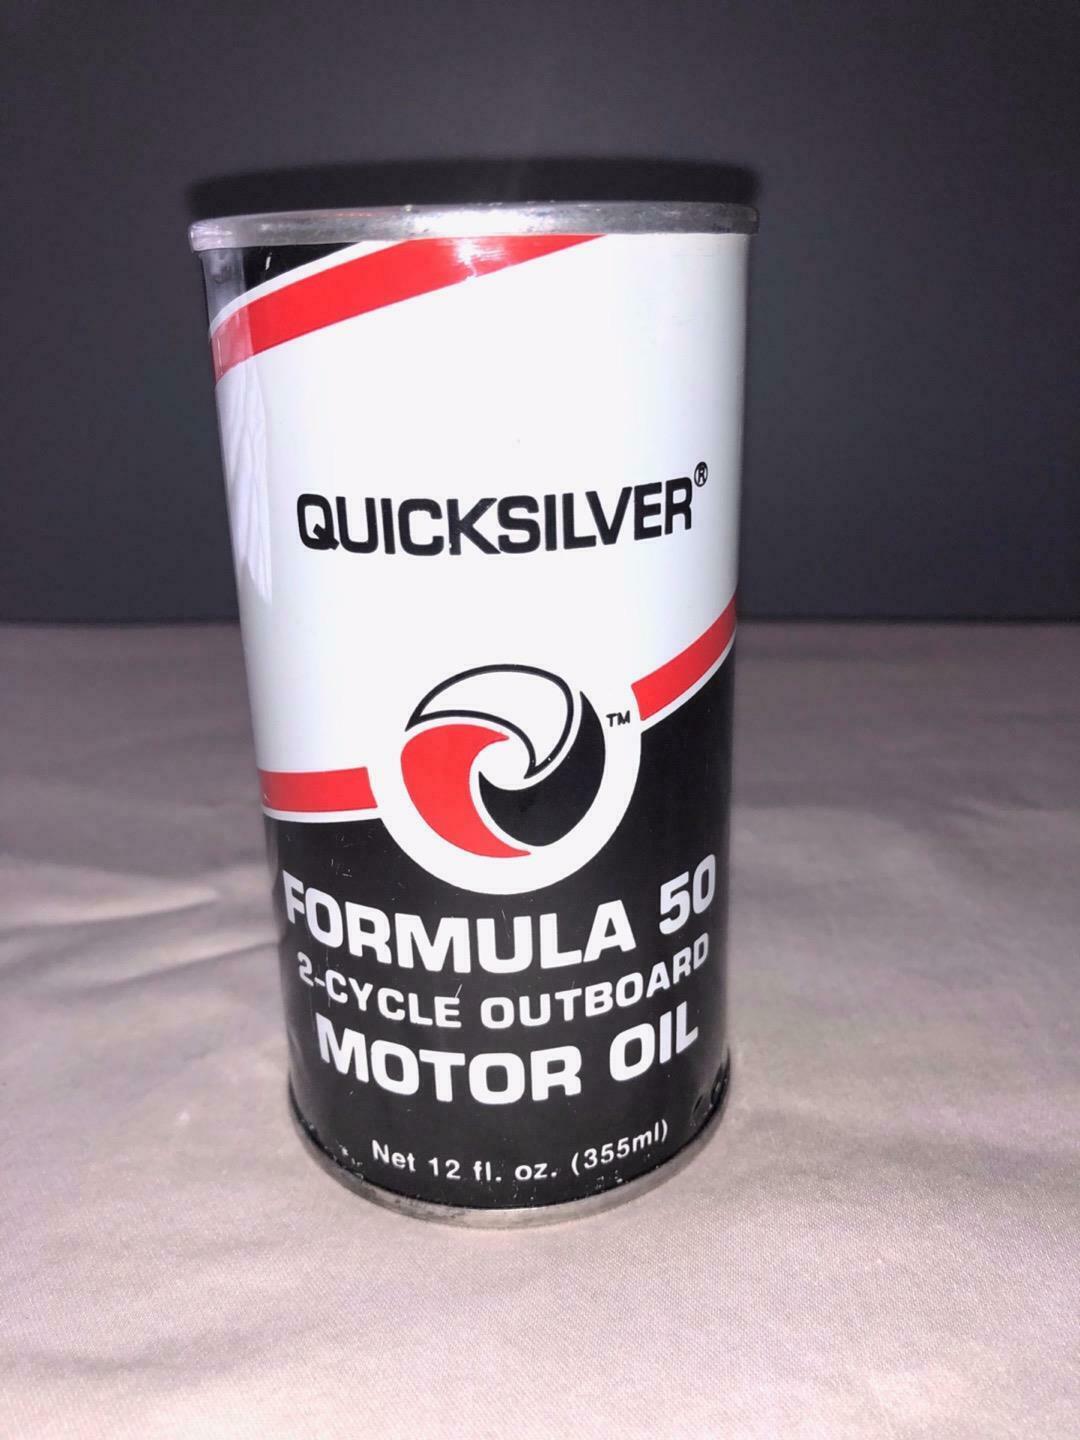 QUICKSILVER®
TM
FORMULA 50
2-CYCLE OUTBOARD
MOTOR OIL
Net 12 fl. oz. (355ml)